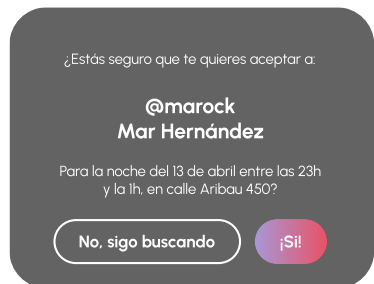 ¿Estás seguro que te quieres aceptar a:
@marock
Mar Hernández
Para la noche del 13 de abril entre las 23h
y la 1h, en calle Aribau 450?
No, sigo buscando
¡Si!